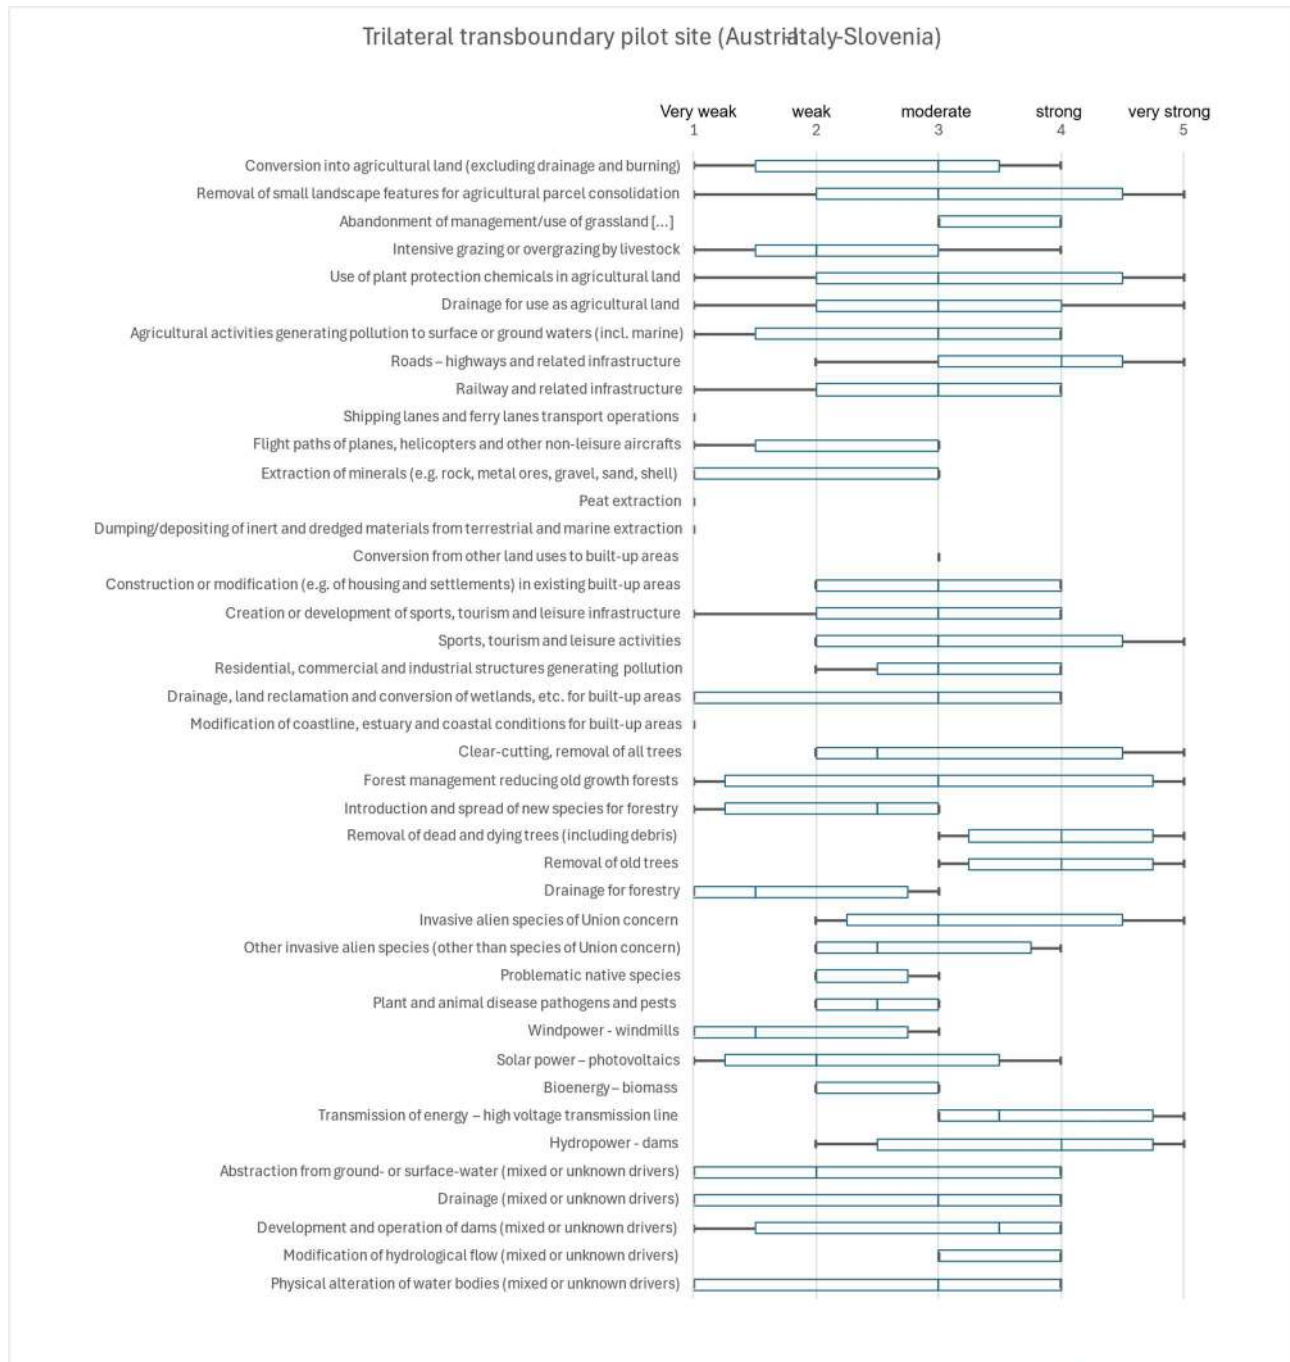 Trilateral transboundary pilot site (Austria-Italy-Slovenia)
Very weak weak moderate strong very strong
1 2 3 4 5
Conversion into agricultural land (excluding drainage and burning)
Removal of small landscape features for agricultural parcel consolidation
Abandonment of management/use of grassland [...]
Intensive grazing or overgrazing by livestock
Use of plant protection chemicals in agricultural land
Drainage for use as agricultural land
Agricultural activities generating pollution to surface or ground waters (incl. marine)
Roads – highways and related infrastructure
Railway and related infrastructure
Shipping lanes and ferry lanes transport operations
Flight paths of planes, helicopters and other non-leisure aircrafts
Extraction of minerals (e.g. rock, metal ores, gravel, sand, shell)
Peat extraction
Dumping/depositing of inert and dredged materials from terrestrial and marine extraction
Conversion from other land uses to built-up areas
Construction or modification (e.g. of housing and settlements) in existing built-up areas
Creation or development of sports, tourism and leisure infrastructure
Sports, tourism and leisure activities
Residential, commercial and industrial structures generating pollution
Drainage, land reclamation and conversion of wetlands, etc. for built-up areas
Modification of coastline, estuary and coastal conditions for built-up areas
Clear-cutting, removal of all trees
Forest management reducing old growth forests
Introduction and spread of new species for forestry
Removal of dead and dying trees (including debris)
Removal of old trees
Drainage for forestry
Invasive alien species of Union concern
Other invasive alien species (other than species of Union concern)
Problematic native species
Plant and animal disease pathogens and pests
Windpower - windmills
Solar power – photovoltaics
Bioenergy – biomass
Transmission of energy – high voltage transmission line
Hydropower - dams
Abstraction from ground- or surface-water (mixed or unknown drivers)
Drainage (mixed or unknown drivers)
Development and operation of dams (mixed or unknown drivers)
Modification of hydrological flow (mixed or unknown drivers)
Physical alteration of water bodies (mixed or unknown drivers)